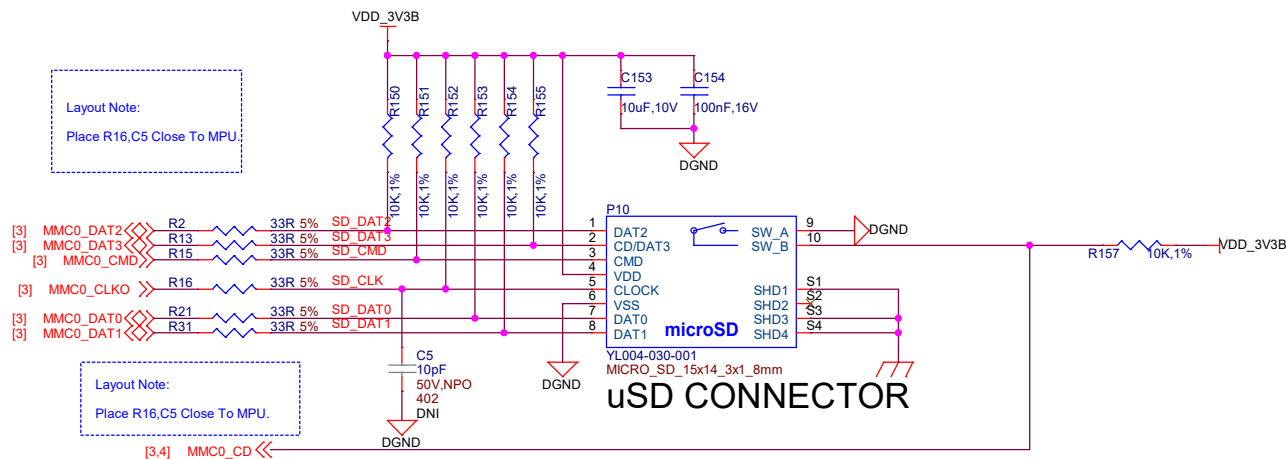 VDD_3V3B
Layout Note:
Place R16,C5 Close To MPU.
R150
R151
R152
R153
R154
R155
10K,1%
10K,1%
10K,1%
10K,1%
10K,1%
10K,1%
C153
10uF,10V
C154
100nF,16V
DGND
P10
[3] MMC0_DAT2 R2 33R 5% SD_DAT2 1 DAT2 SW_A 9 DGND
[3] MMC0_DAT3 R13 33R 5% SD_DAT3 2 CD/DAT3 SW_B 10
[3] MMC0_CMD R15 33R 5% SD_CMD 3 CMD
R157 10K,1% VDD_3V3B
4 VDD
[3] MMC0_CLKO R16 33R 5% SD_CLK 5 CLOCK SHD1 S1
6 VSS SHD2 S2
[3] MMC0_DAT0 R21 33R 5% SD_DAT0 7 DAT0 SHD3 S3
[3] MMC0_DAT1 R31 33R 5% SD_DAT1 8 DAT1 SHD4 S4
microSD
YL004-030-001
MICRO_SD_15x14_3x1_8mm
uSD CONNECTOR
DGND
C5
10pF
50V,NPO
402
DNI
DGND
Layout Note:
Place R16,C5 Close To MPU.
[3,4] MMC0_CD